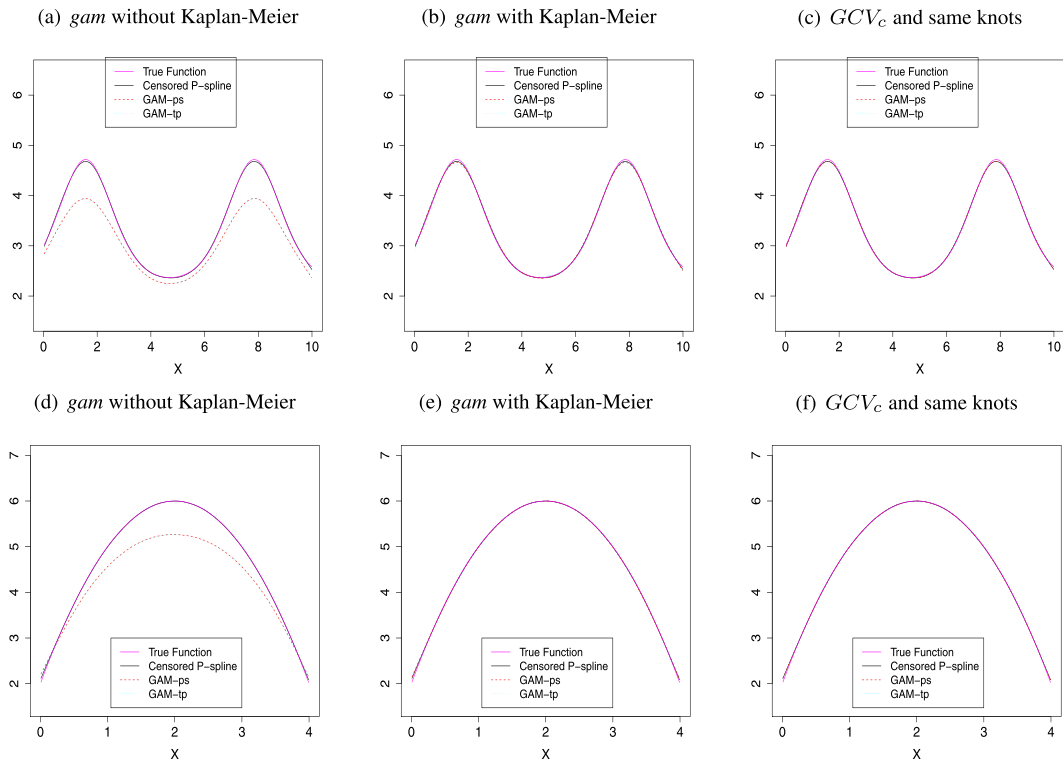 (a) gam without Kaplan-Meier
(b) gam with Kaplan-Meier
(c) GCV_c and same knots
True Function
Censored P-spline
GAM-ps
GAM-tp
True Function
Censored P-spline
GAM-ps
GAM-tp
True Function
Censored P-spline
GAM-ps
GAM-tp
6
5
4
3
2
0 2 4 6 8 10
X
6
5
4
3
2
0 2 4 6 8 10
X
6
5
4
3
2
0 2 4 6 8 10
X
(d) gam without Kaplan-Meier
(e) gam with Kaplan-Meier
(f) GCV_c and same knots
7
6
5
4
3
2
True Function
Censored P-spline
GAM-ps
GAM-tp
0 1 2 3 4
X
7
6
5
4
3
2
True Function
Censored P-spline
GAM-ps
GAM-tp
0 1 2 3 4
X
7
6
5
4
3
2
True Function
Censored P-spline
GAM-ps
GAM-tp
0 1 2 3 4
X